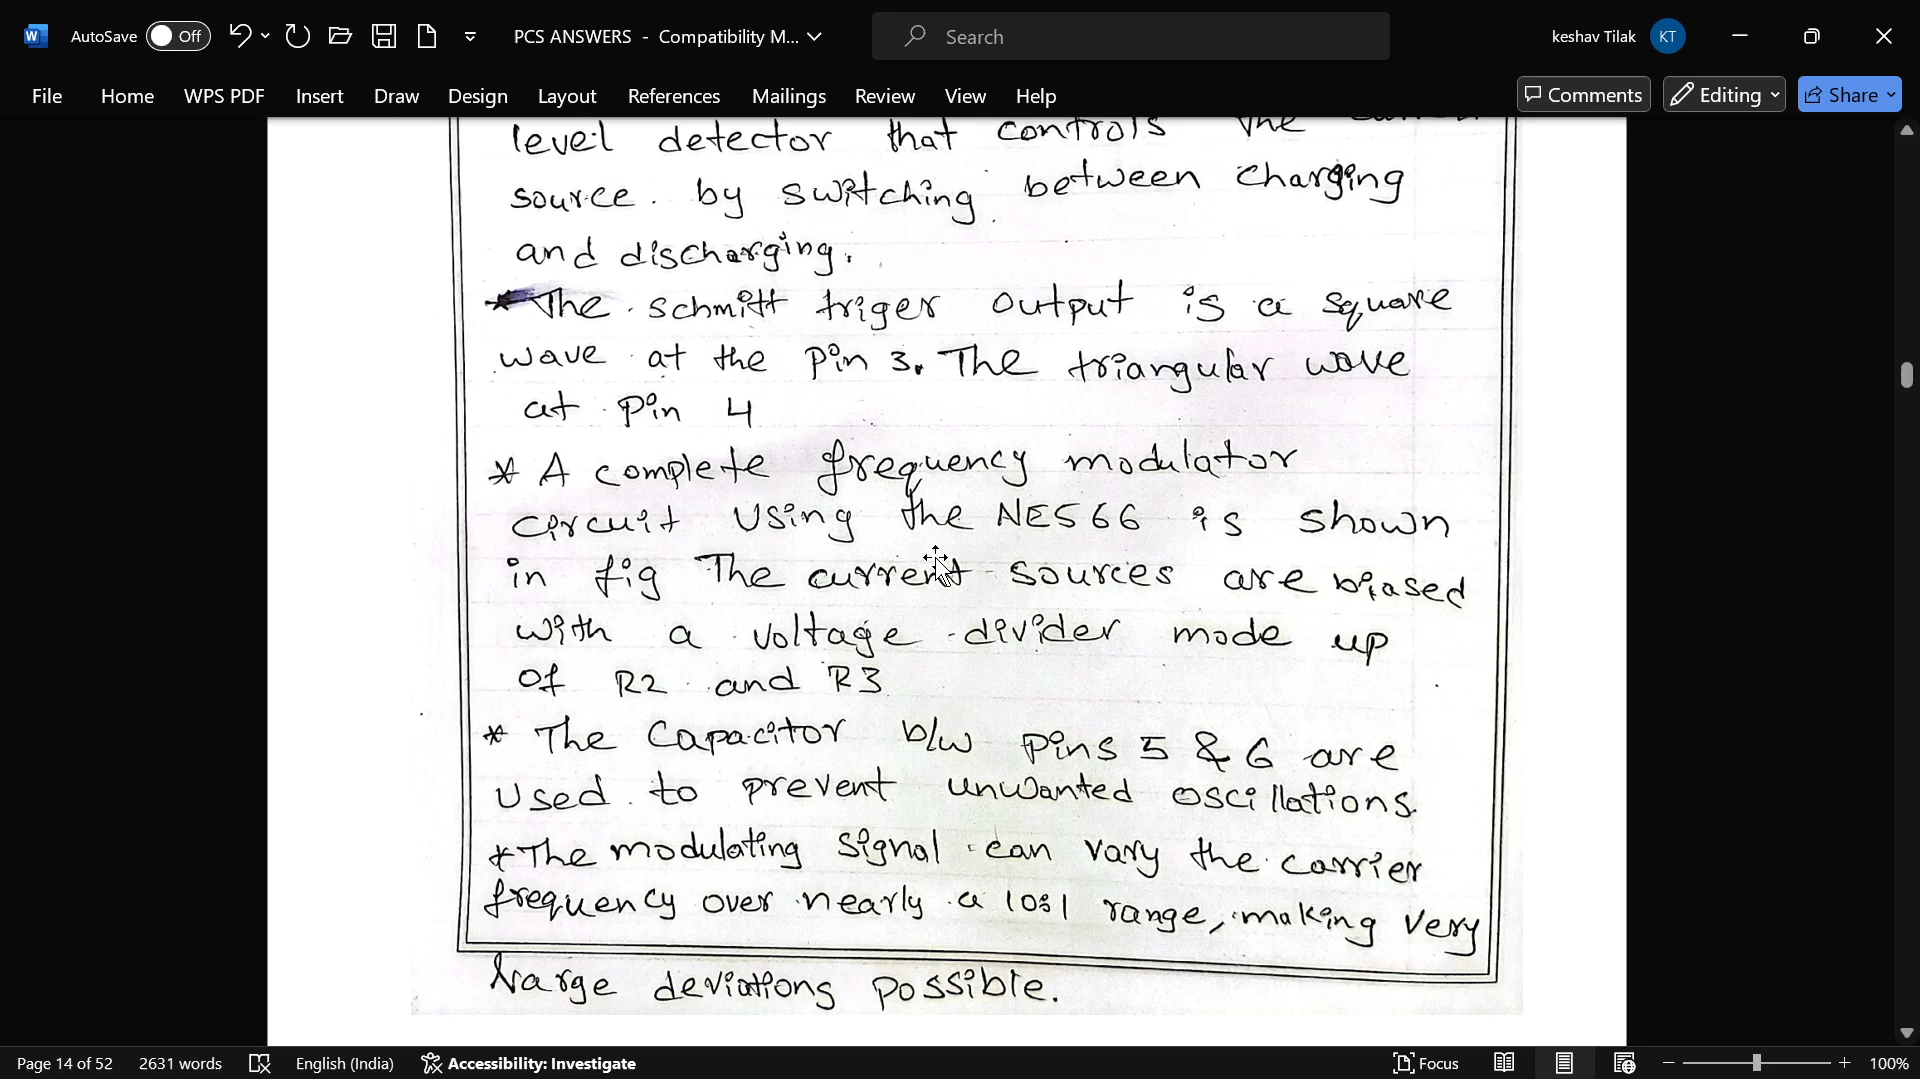 AutoSave Off PCS ANSWERS - Compatibility M... Search keshav Tilak KT
File Home WPS PDF Insert Draw Design Layout References Mailings Review View Help Comments Editing Share
level detector that controls the
source. by switching between charging
and discharging.
* The schmitt triger output is a square
wave at the pin 3. The triangular wave
at pin 4
* A complete frequency modulator
circuit using the NE566 is shown
in fig The current sources are biased
with a voltage divider mode up
of R2 and R3
* The capacitor b/w pins 5 & 6 are
used to prevent unwanted oscillations.
* The modulating signal can vary the carrier
frequency over nearly a 10:1 range, making very
large deviations possible.
Page 14 of 52 2631 words English (India) Accessibility: Investigate Focus 100%